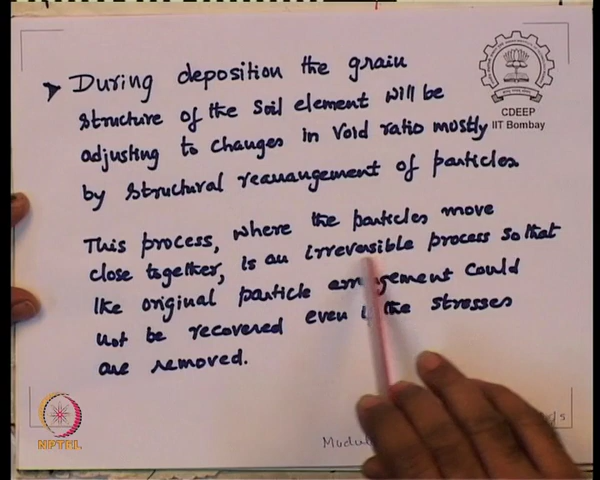 During deposition the grain
structure of the soil element will be
adjusting to changes in void ratio mostly
by structural rearrangement of particles
This process, where the particles move
close together, is an irreversible process so that
the original particle arrangement could
not be recovered even if the stresses
are removed.
CDEEP
IIT Bombay
NPTEL